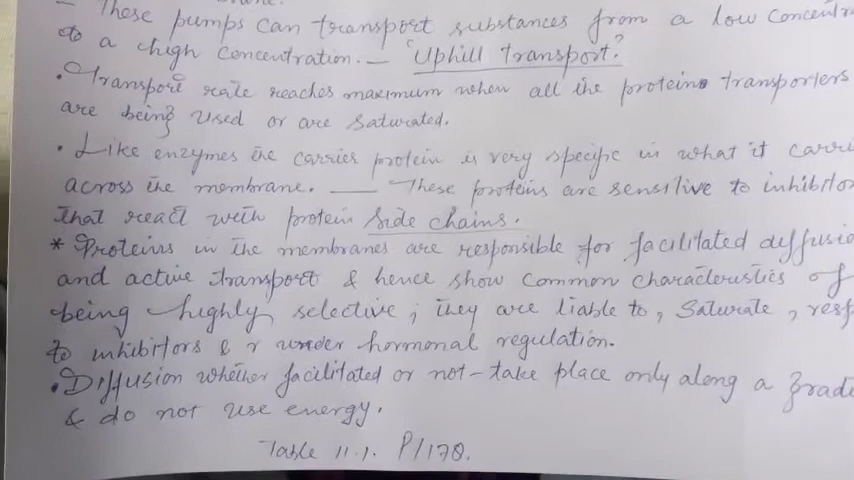 - These pumps can transport substances from a low concentr
to a high concentration. — 'Uphill transport.'
• Transport rate reaches maximum when all the protein transporters
are being used or are saturated.
• Like enzymes the carrier protein is very specific in what it carri
across the membrane. — These proteins are sensitive to inhibitor
that react with protein side chains.
* Proteins in the membranes are responsible for facilitated diffusio
and active transport & hence show common characteristics of
being highly selective; they are liable to, saturate, resp
to inhibitors & r under hormonal regulation.
• Diffusion whether facilitated or not - take place only along a gradi
& do not use energy.
Table 11.1. P/170.